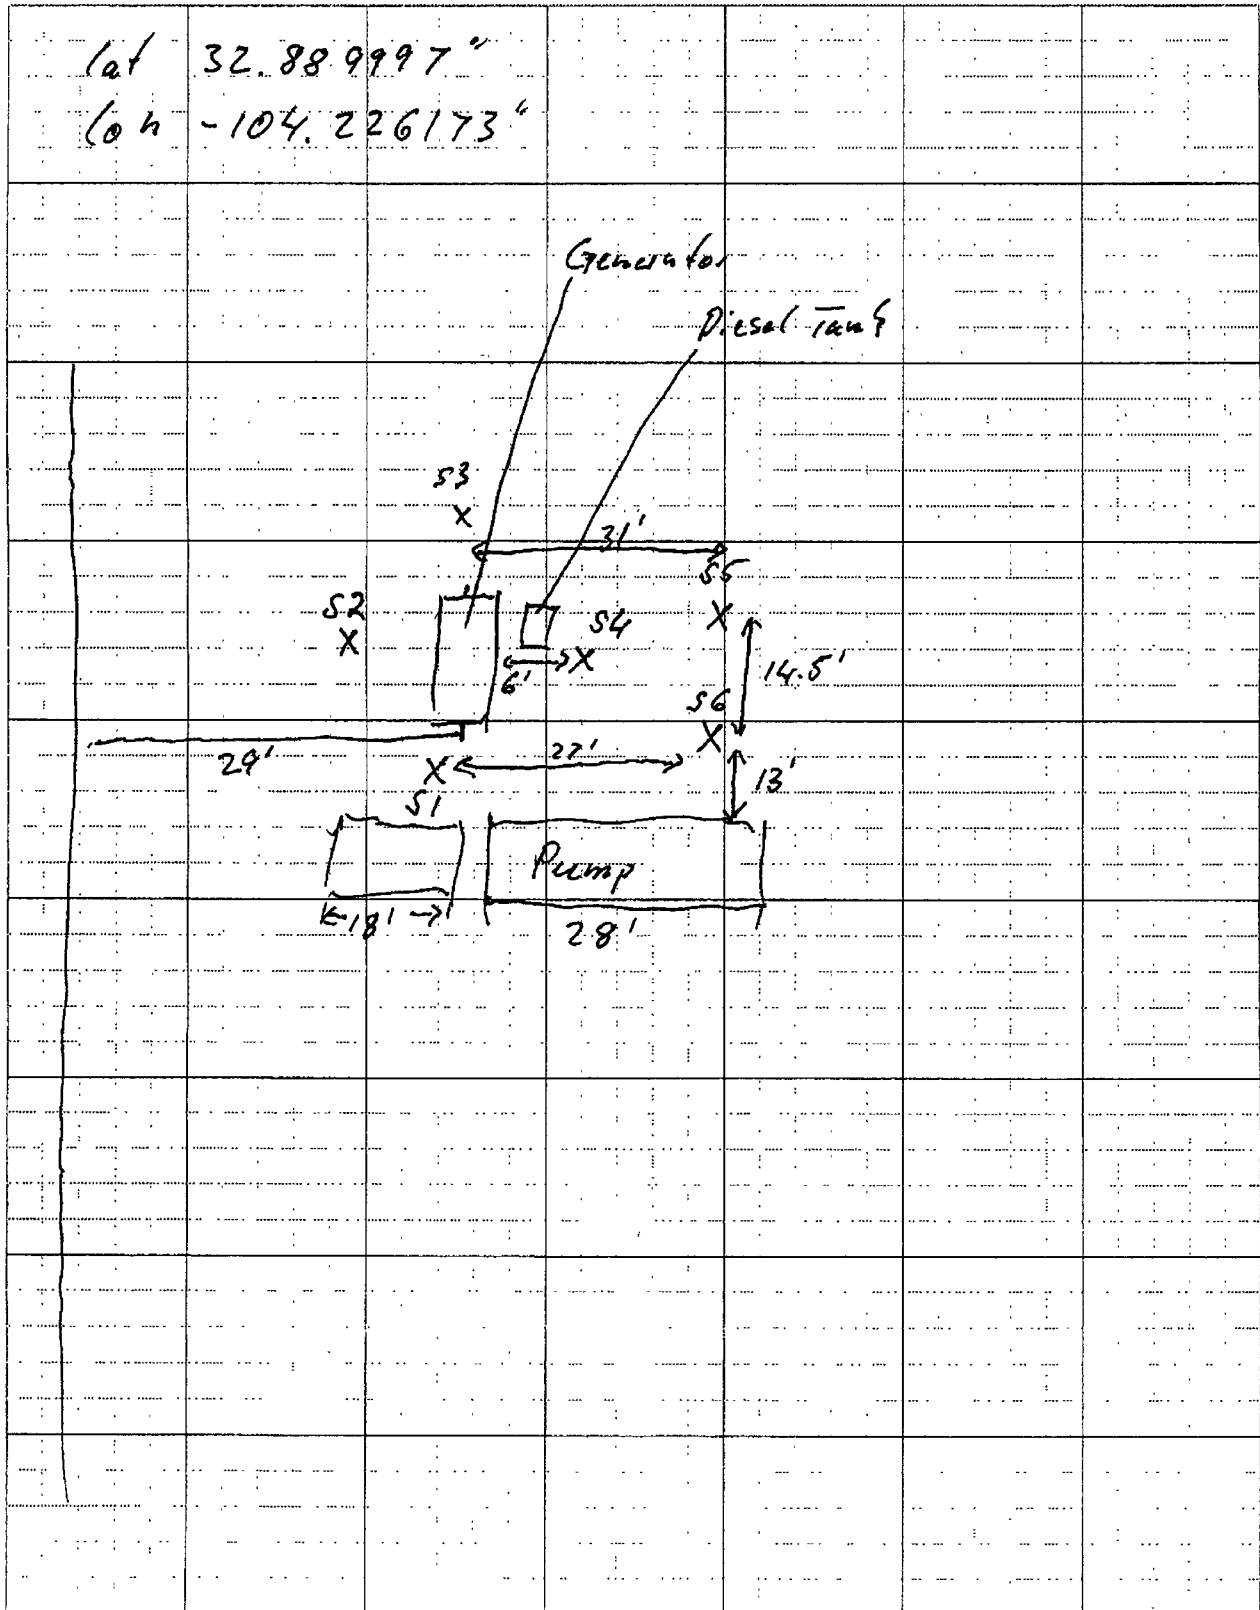 lat 32.889997"
lon -104.226173"
Generator
Diesel Tank
S3
X
31'
S5
X
S2
X
S4
X
6'
14.5'
S6
X
29'
27'
X
S1
13'
Pump
18'
28'